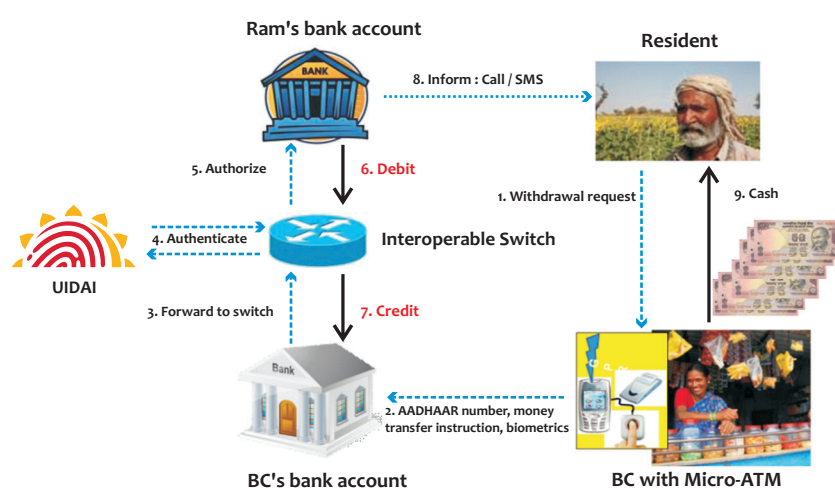 Ram's bank account
Resident
BANK
8. Inform : Call / SMS
5. Authorize
6. Debit
1. Withdrawal request
9. Cash
4. Authenticate
Interoperable Switch
UIDAI
3. Forward to switch
7. Credit
Bank
G P R
2. AADHAAR number, money
transfer instruction, biometrics
BC's bank account
BC with Micro-ATM